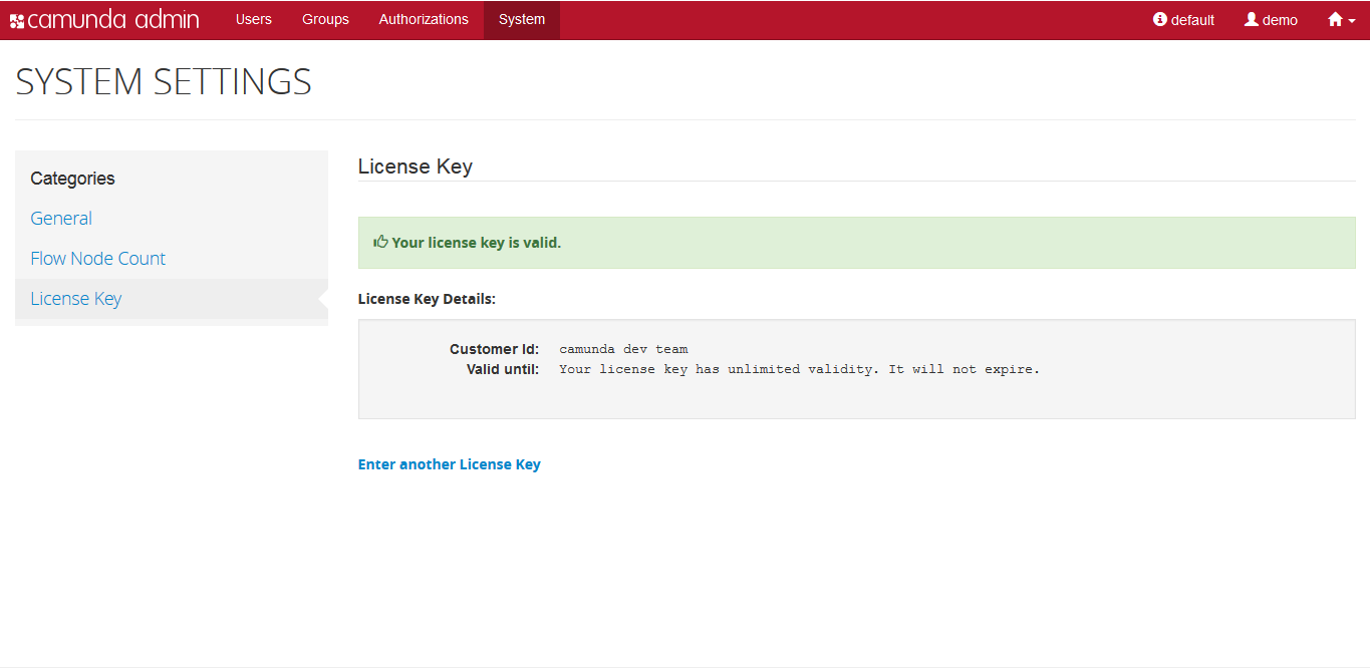 camunda admin Users Groups Authorizations System default demo
SYSTEM SETTINGS
Categories
General
Flow Node Count
License Key
License Key
Your license key is valid.
License Key Details:
Customer Id: camunda dev team
Valid until: Your license key has unlimited validity. It will not expire.
Enter another License Key